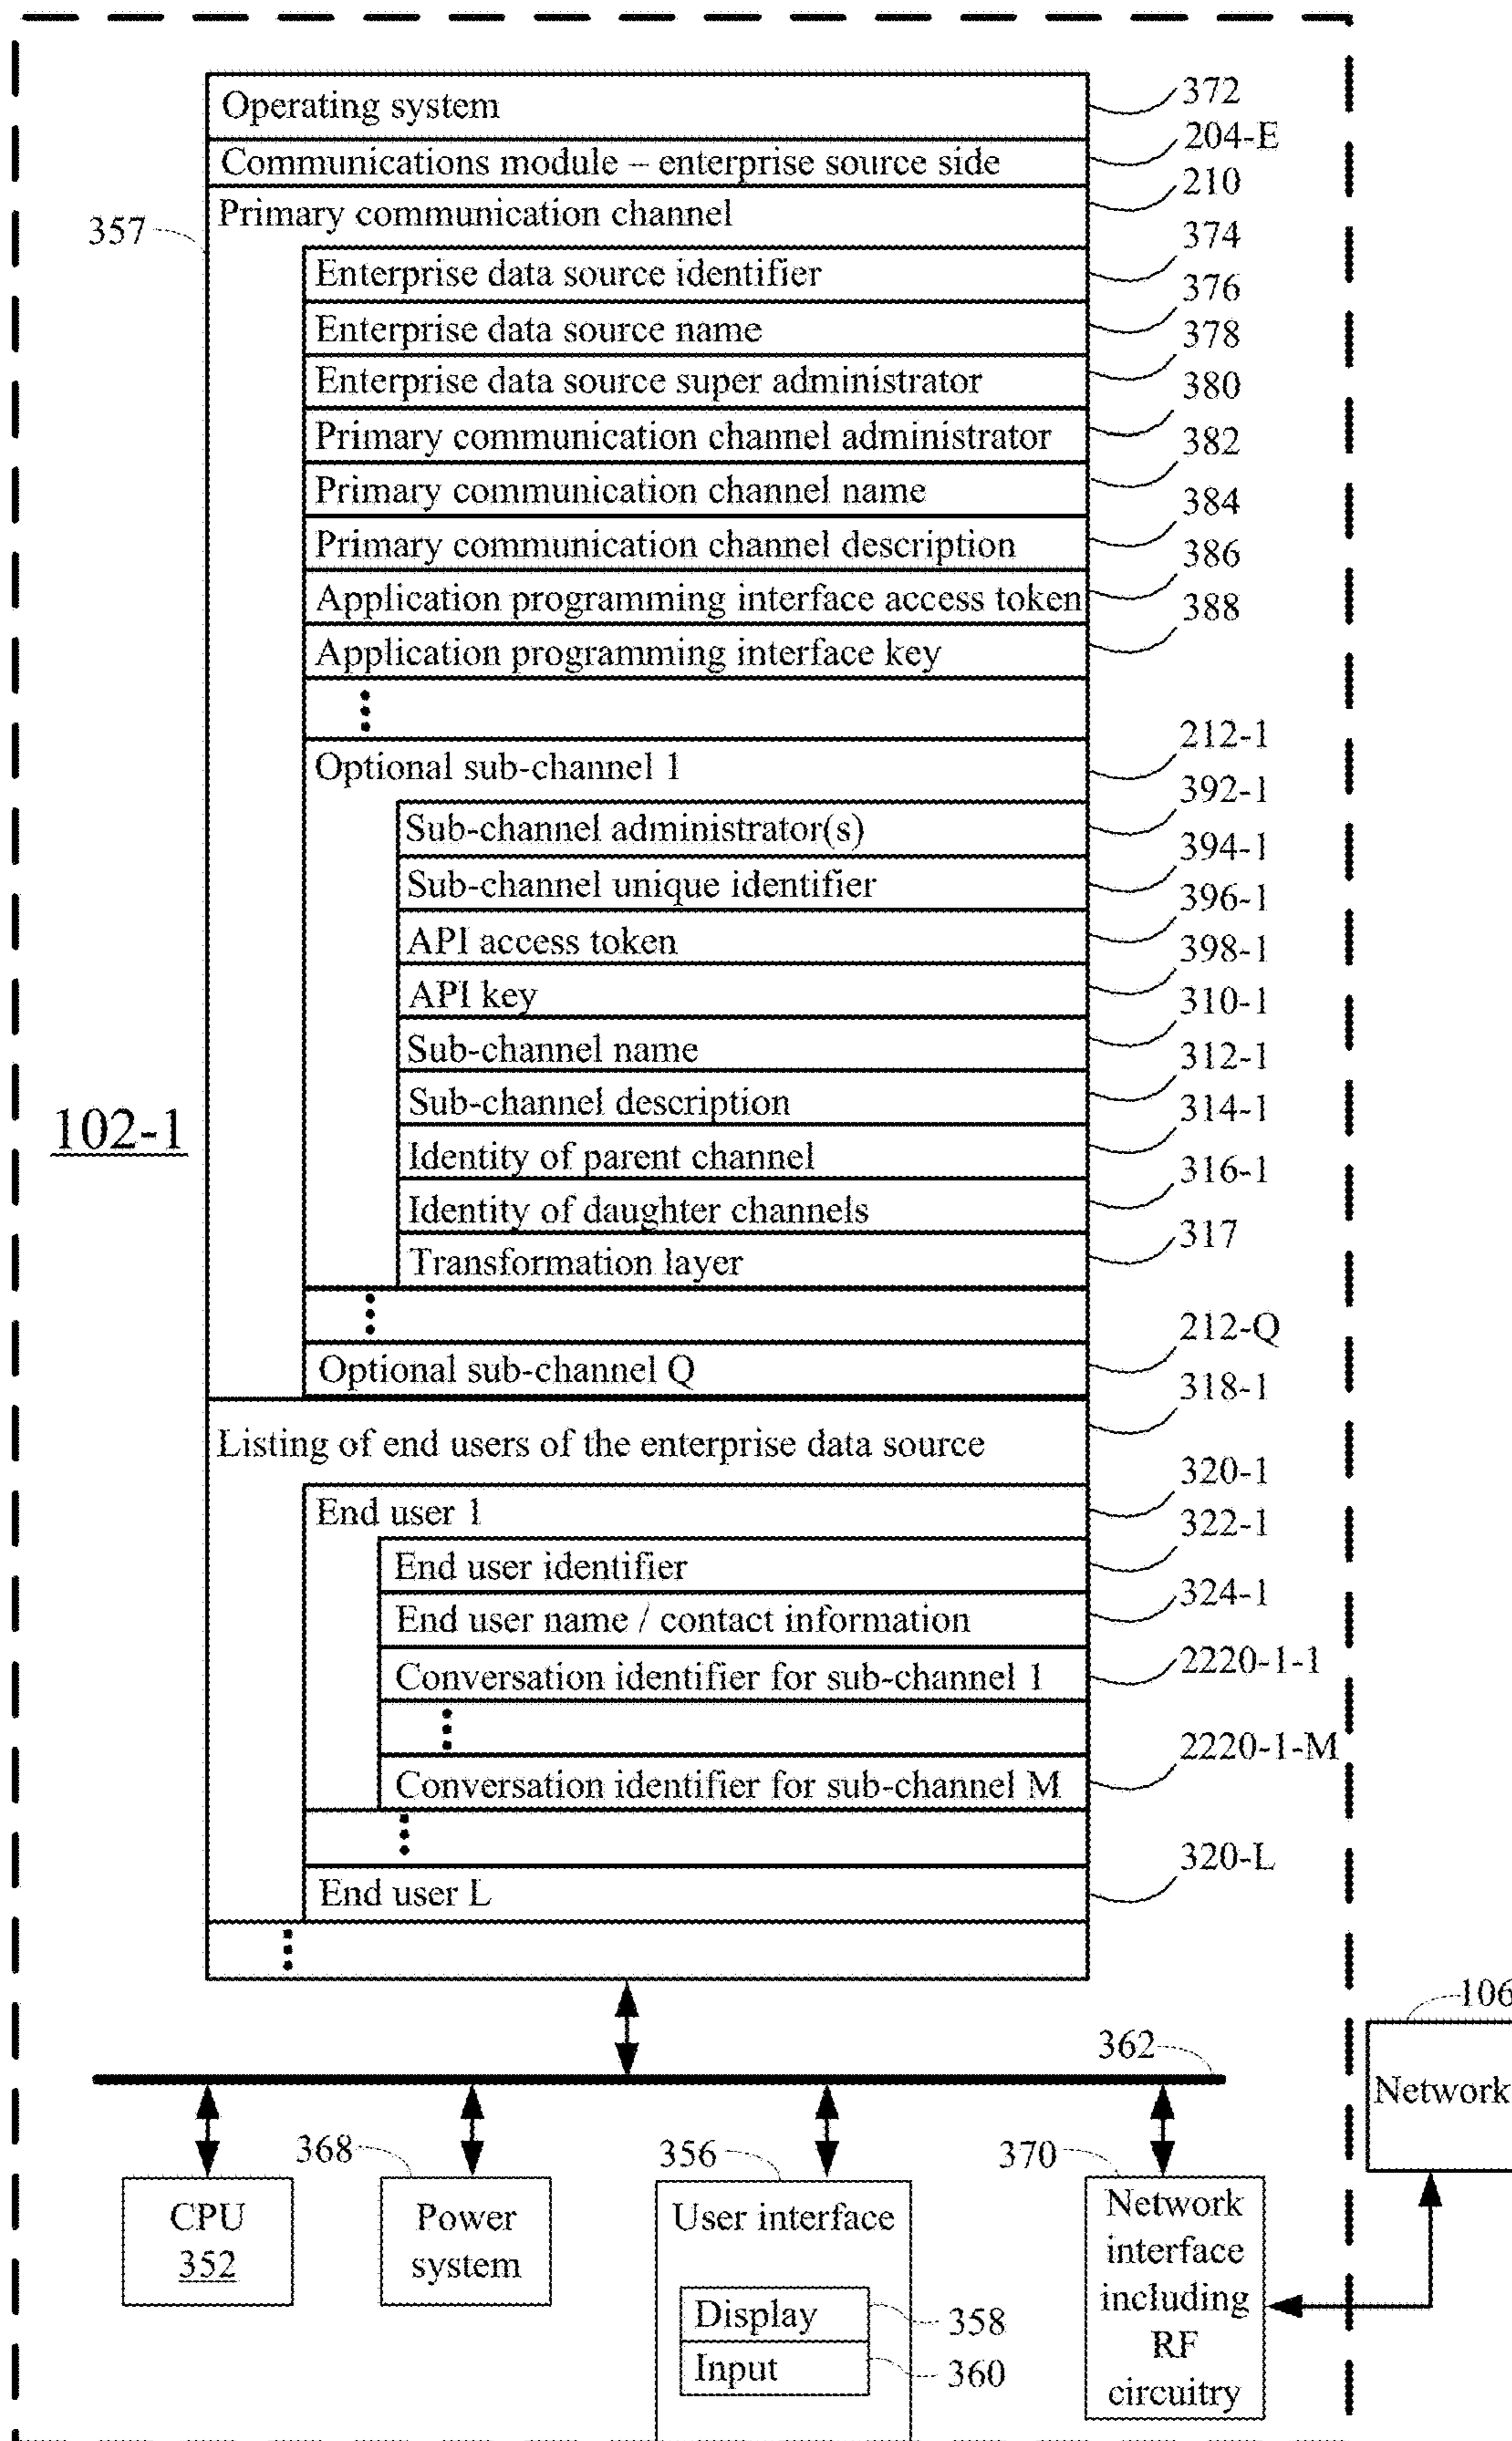 Operating system 372
Communications module – enterprise source side 204-E
Primary communication channel 210
357
Enterprise data source identifier 374
Enterprise data source name 376
Enterprise data source super administrator 378
Primary communication channel administrator 380
Primary communication channel name 382
Primary communication channel description 384
Application programming interface access token 386
Application programming interface key 388
Optional sub-channel 1 212-1
Sub-channel administrator(s) 392-1
Sub-channel unique identifier 394-1
API access token 396-1
API key 398-1
Sub-channel name 310-1
Sub-channel description 312-1
102-1
Identity of parent channel 314-1
Identity of daughter channels 316-1
Transformation layer 317
Optional sub-channel Q 212-Q
Listing of end users of the enterprise data source 318-1
End user 1 320-1
End user identifier 322-1
End user name / contact information 324-1
Conversation identifier for sub-channel 1 2220-1-1
Conversation identifier for sub-channel M 2220-1-M
End user L 320-L
106
362
Network
368
356
370
CPU
352
Power
system
User interface
Display 358
Input 360
Network
interface
including
RF
circuitry